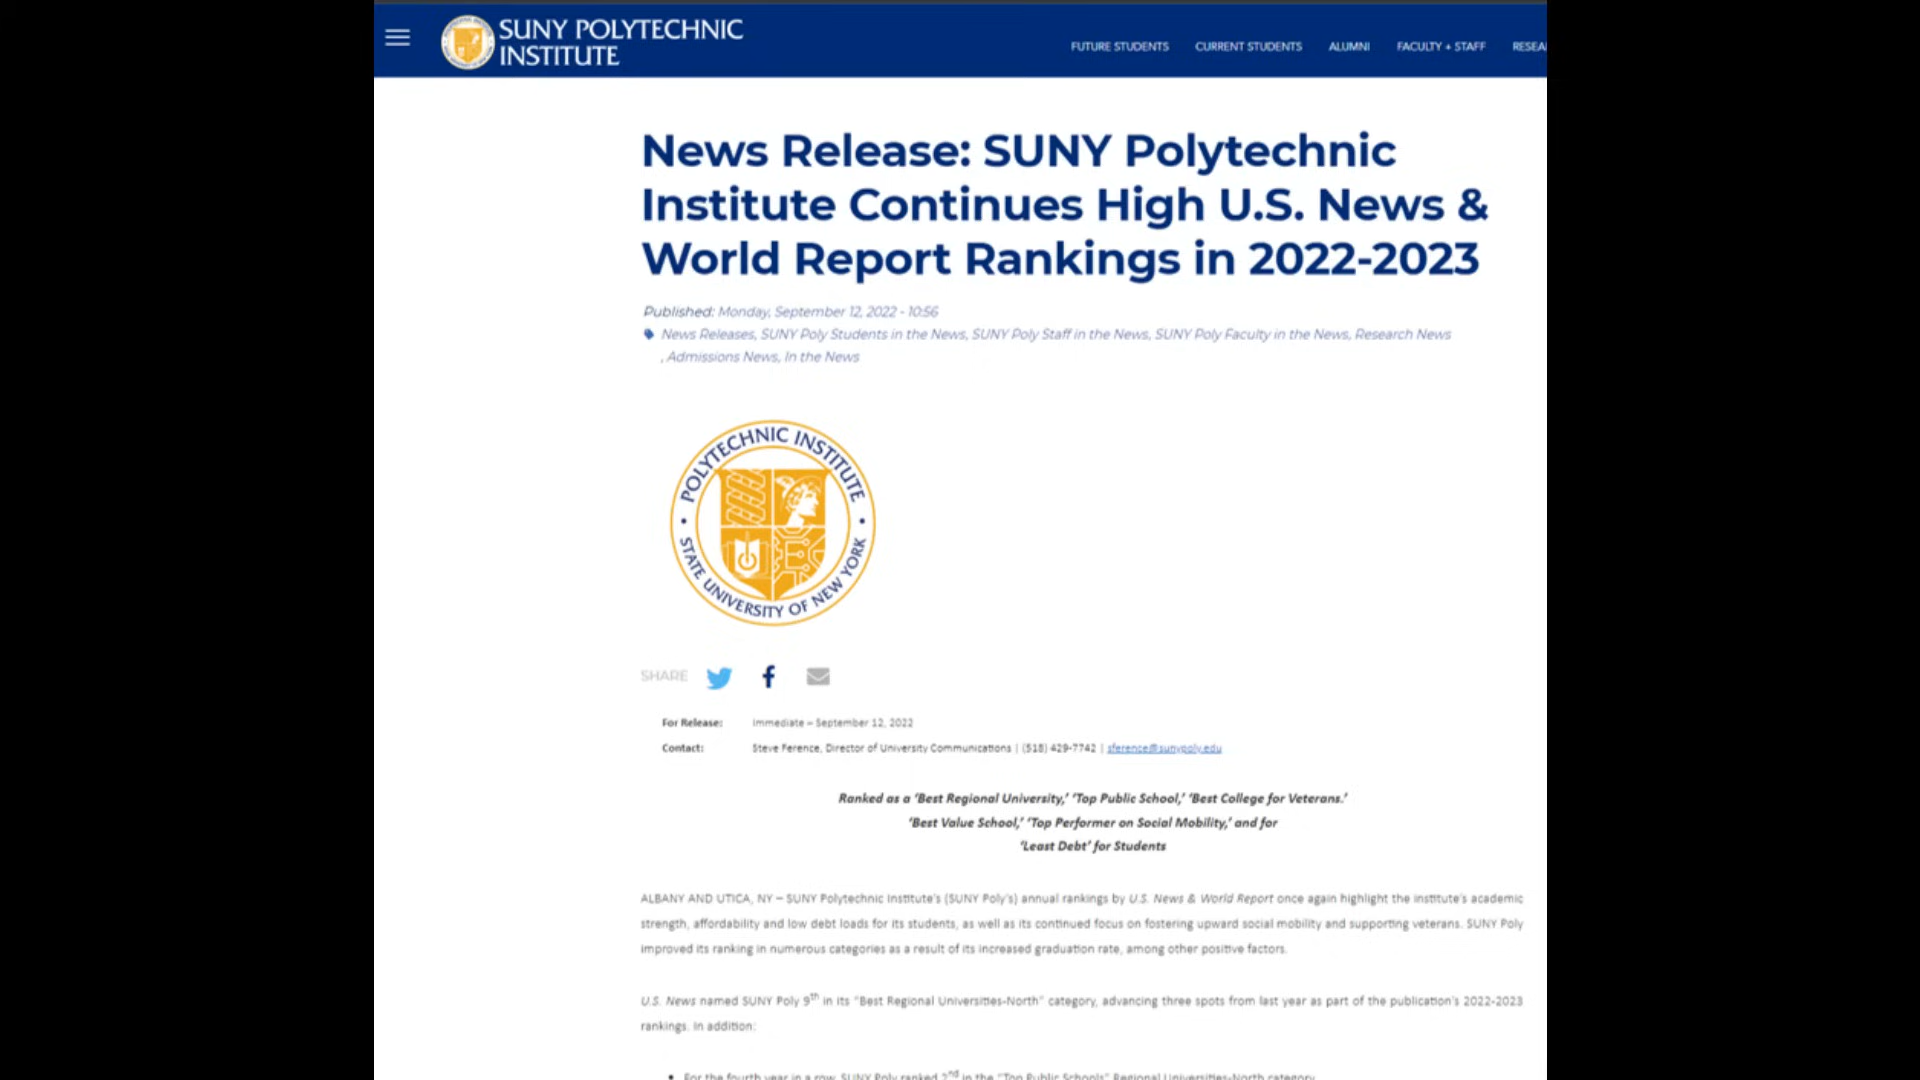 SUNY POLYTECHNIC
INSTITUTE
FUTURE STUDENTS CURRENT STUDENTS ALUMNI FACULTY + STAFF RESEA
News Release: SUNY Polytechnic
Institute Continues High U.S. News &
World Report Rankings in 2022-2023
Published: Monday, September 12, 2022 - 10:56
News Releases, SUNY Poly Students in the News, SUNY Poly Staff in the News, SUNY Poly Faculty in the News, Research News
, Admissions News, In the News
POLYTECHNIC INSTITUTE
STATE UNIVERSITY OF NEW YORK
SHARE
For Release: Immediate – September 12, 2022
Contact: Steve Ference, Director of University Communications | (518) 429-7742 | sference@sunypoly.edu
Ranked as a ‘Best Regional University,’ ‘Top Public School,’ ‘Best College for Veterans.’
‘Best Value School,’ ‘Top Performer on Social Mobility,’ and for
‘Least Debt’ for Students
ALBANY AND UTICA, NY – SUNY Polytechnic Institute’s (SUNY Poly’s) annual rankings by U.S. News & World Report once again highlight the institute’s academic
strength, affordability and low debt loads for its students, as well as its continued focus on fostering upward social mobility and supporting veterans. SUNY Poly
improved its ranking in numerous categories as a result of its increased graduation rate, among other positive factors.
U.S. News named SUNY Poly 9th in its “Best Regional Universities-North” category, advancing three spots from last year as part of the publication’s 2022-2023
rankings. In addition:
• For the fourth year in a row, SUNY Poly ranked 2nd in the “Top Public Schools” Regional Universities-North category